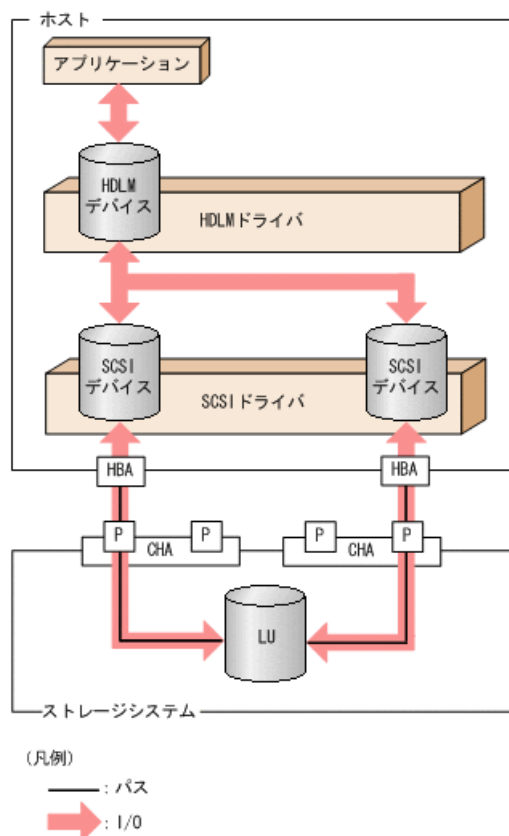 ホスト
アプリケーション
HDLM
デバイス
HDLMドライバ
SCSI
デバイス
SCSI
デバイス
SCSIドライバ
HBA
HBA
P
P
P
P
CHA
CHA
LU
ストレージシステム
(凡例)
: パス
: I/O